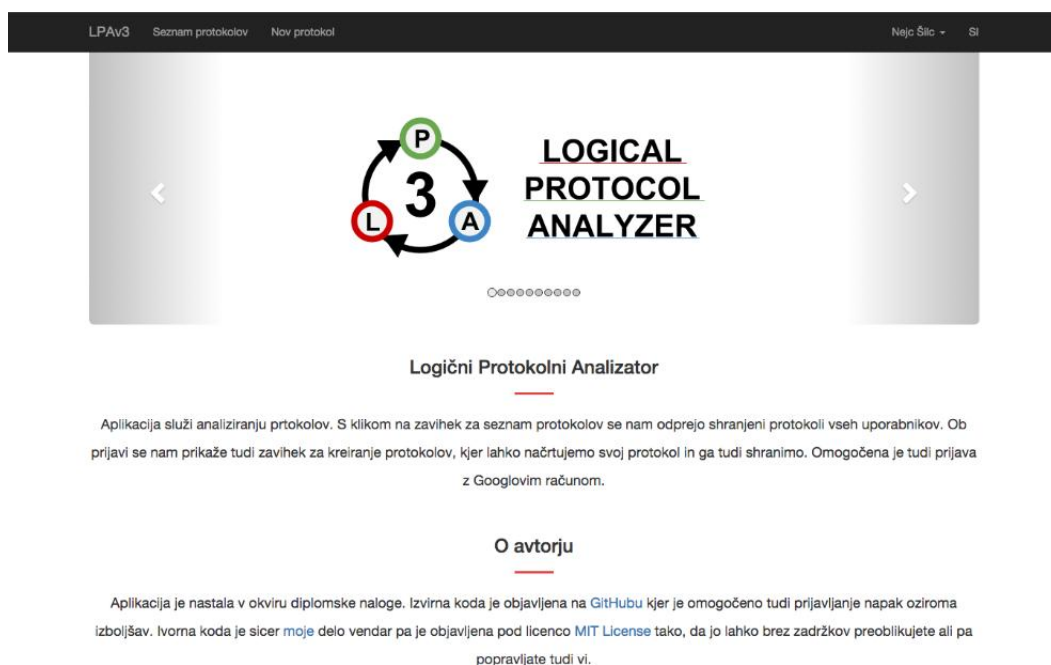 LPAv3 Seznam protokolov Nov protokol Nejc Šilc SI
P
3
L A
LOGICAL
PROTOCOL
ANALYZER
Logični Protokolni Analizator
Aplikacija služi analiziranju prtokolov. S klikom na zavihek za seznam protokolov se nam odprejo shranjeni protokoli vseh uporabnikov. Ob
prijavi se nam prikaže tudi zavihek za kreiranje protokolov, kjer lahko načrtujemo svoj protokol in ga tudi shranimo. Omogočena je tudi prijava
z Googlovim računom.
O avtorju
Aplikacija je nastala v okviru diplomske naloge. Izvirna koda je objavljena na GitHubu kjer je omogočeno tudi prijavljanje napak oziroma
izboljšav. Ivorna koda je sicer moje delo vendar pa je objavljena pod licenco MIT License tako, da jo lahko brez zadržkov preoblikujete ali pa
popravljate tudi vi.